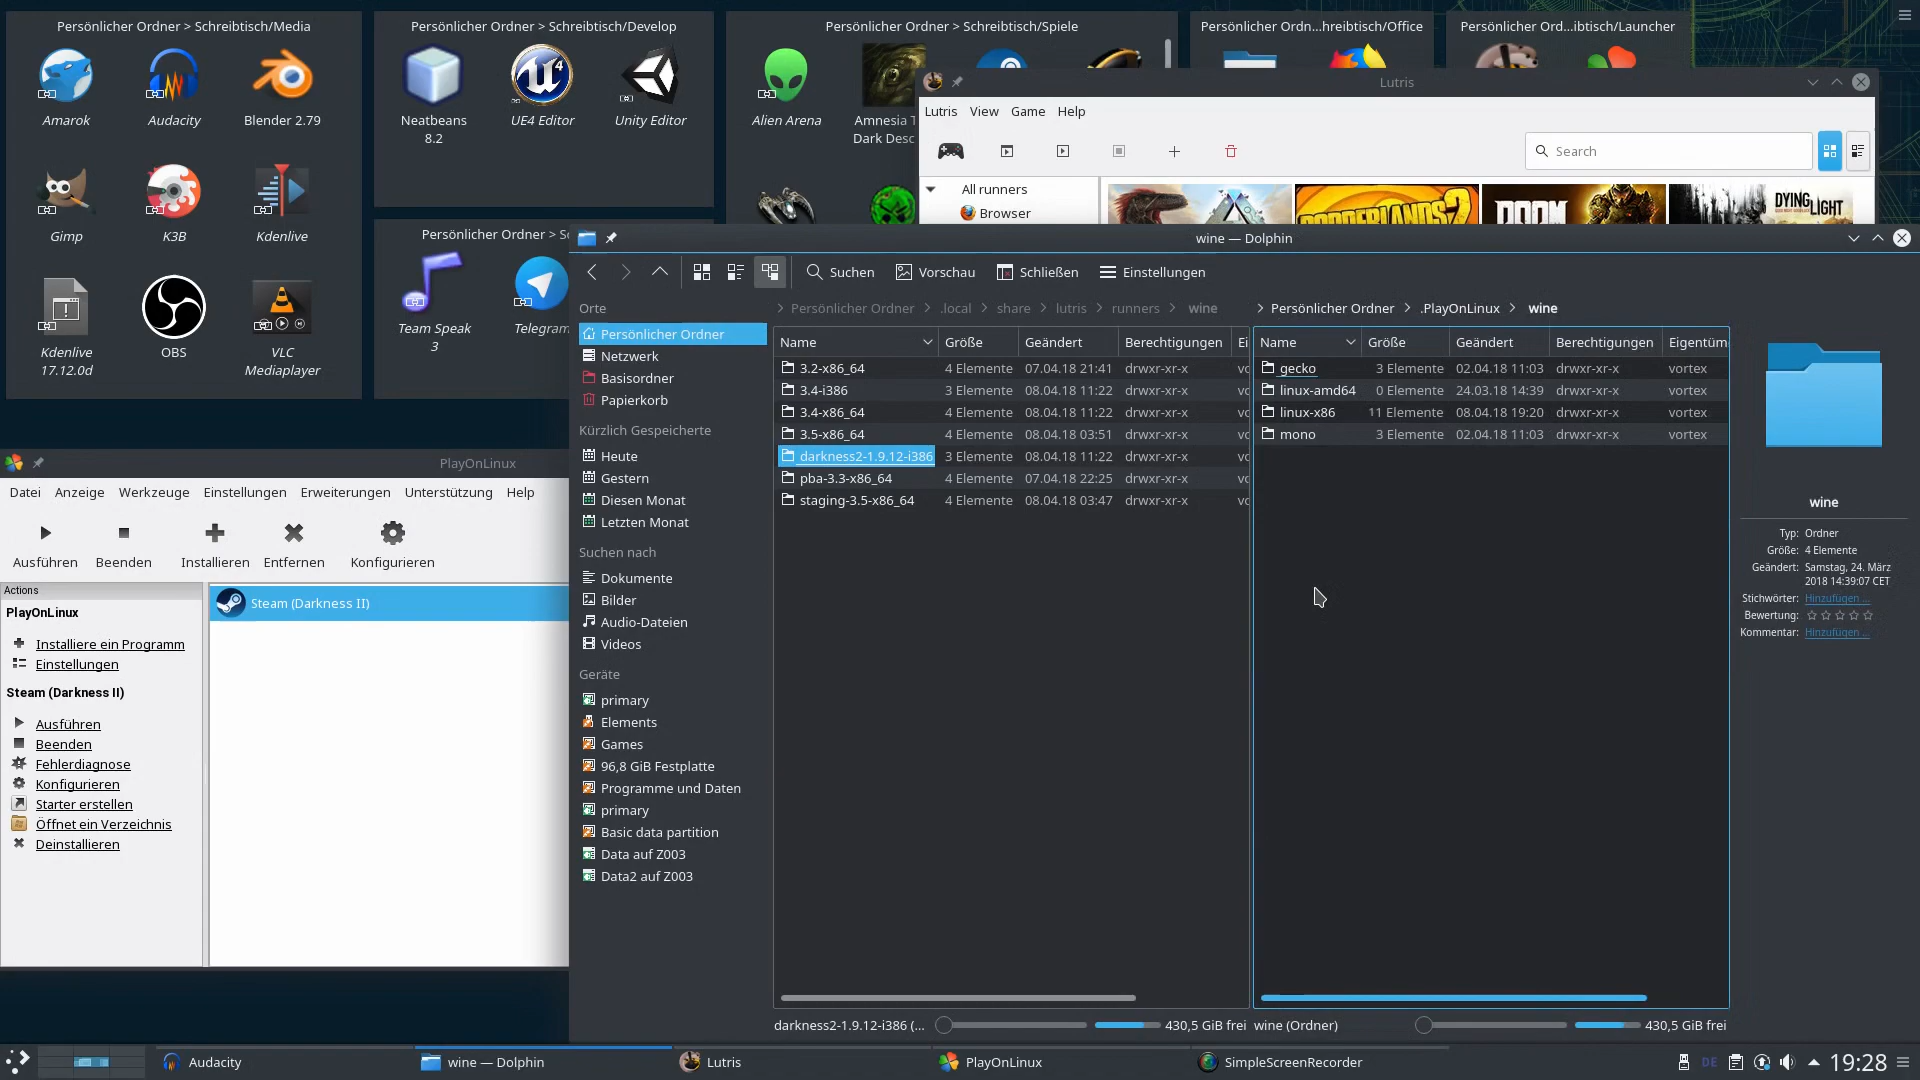 Persönlicher Ordner > Schreibtisch/Media
Amarok
Audacity
Blender 2.79
Gimp
K3B
Kdenlive
Kdenlive
17.12.0d
OBS
VLC
Mediaplayer
Persönlicher Ordner > Schreibtisch/Develop
Neatbeans
8.2
UE4 Editor
Unity Editor
Persönlicher Ordner > Sc
Team Speak
3
Telegram
Persönlicher Ordner > Schreibtisch/Spiele
Alien Arena
Amnesia T
Dark Desc
Persönlicher Ordn...hreibtisch/Office
Persönlicher Ord...ibtisch/Launcher
Lutris
Lutris View Game Help
Search
All runners
Browser
BORDERLANDS 2
DOOM
DYING LIGHT
PlayOnLinux
Datei Anzeige Werkzeuge Einstellungen Erweiterungen Unterstützung Help
Ausführen Beenden Installieren Entfernen Konfigurieren
Actions
PlayOnLinux
Installiere ein Programm
Einstellungen
Steam (Darkness II)
Ausführen
Beenden
Fehlerdiagnose
Konfigurieren
Starter erstellen
Öffnet ein Verzeichnis
Deinstallieren
Steam (Darkness II)
wine — Dolphin
Suchen Vorschau Schließen Einstellungen
Orte
Persönlicher Ordner
Netzwerk
Basisordner
Papierkorb
Kürzlich Gespeicherte
Heute
Gestern
Diesen Monat
Letzten Monat
Suchen nach
Dokumente
Bilder
Audio-Dateien
Videos
Geräte
primary
Elements
Games
96,8 GiB Festplatte
Programme und Daten
primary
Basic data partition
Data auf Z003
Data2 auf Z003
> Persönlicher Ordner > .local > share > lutris > runners > wine
Name Größe Geändert Berechtigungen Ei
3.2-x86_64 4 Elemente 07.04.18 21:41 drwxr-xr-x vo
3.4-i386 3 Elemente 08.04.18 11:22 drwxr-xr-x vo
3.4-x86_64 4 Elemente 08.04.18 11:22 drwxr-xr-x vo
3.5-x86_64 4 Elemente 08.04.18 03:51 drwxr-xr-x vo
darkness2-1.9.12-i386 3 Elemente 08.04.18 11:22 drwxr-xr-x vo
pba-3.3-x86_64 4 Elemente 07.04.18 22:25 drwxr-xr-x vo
staging-3.5-x86_64 4 Elemente 08.04.18 03:47 drwxr-xr-x vo
darkness2-1.9.12-i386 (... 430,5 GiB frei
> Persönlicher Ordner > .PlayOnLinux > wine
Name Größe Geändert Berechtigungen Eigentüm
gecko 3 Elemente 02.04.18 11:03 drwxr-xr-x vortex
linux-amd64 0 Elemente 24.03.18 14:39 drwxr-xr-x vortex
linux-x86 11 Elemente 08.04.18 19:20 drwxr-xr-x vortex
mono 3 Elemente 02.04.18 11:03 drwxr-xr-x vortex
wine (Ordner) 430,5 GiB frei
wine
Typ: Ordner
Größe: 4 Elemente
Geändert: Samstag, 24. März
2018 14:39:07 CET
Stichwörter: Hinzufügen ...
Bewertung:
Kommentar: Hinzufügen ...
Audacity
wine — Dolphin
Lutris
PlayOnLinux
SimpleScreenRecorder
DE
19:28